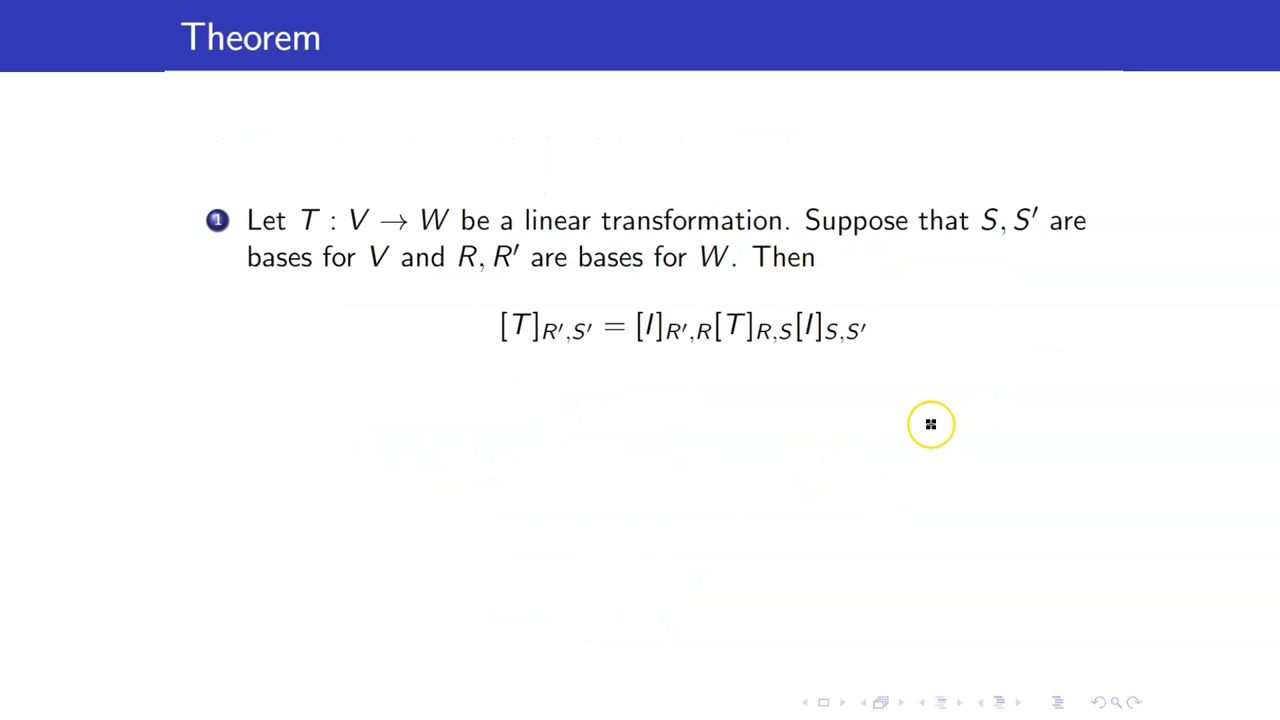 Theorem
1 Let T : V → W be a linear transformation. Suppose that S, S′ are
bases for V and R, R′ are bases for W. Then
[T]R′,S′ = [I]R′,R[T]R,S[I]S,S′